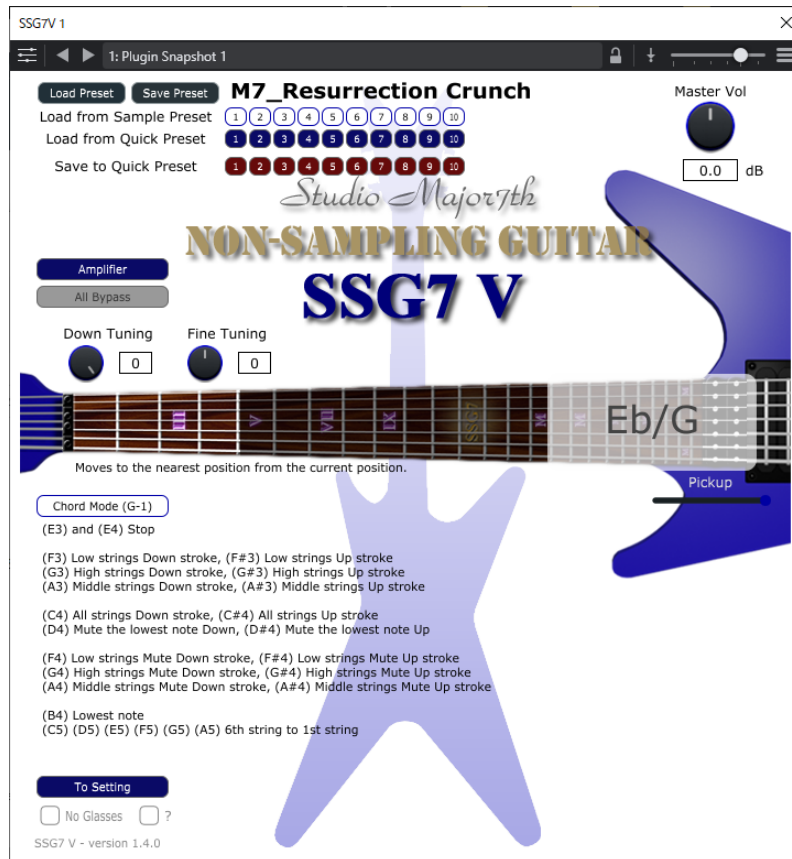 SSG7V 1
1: Plugin Snapshot 1
Load Preset Save Preset M7_Resurrection Crunch
Master Vol
Load from Sample Preset 1 2 3 4 5 6 7 8 9 10
Load from Quick Preset 1 2 3 4 5 6 7 8 9 10
Save to Quick Preset 1 2 3 4 5 6 7 8 9 10
0.0 dB
Studio Major7th
NON-SAMPLING GUITAR
SSG7 V
Amplifier
All Bypass
Down Tuning Fine Tuning
0 0
III V VII IX SSG7 M M M
Eb/G
Moves to the nearest position from the current position.
Pickup
Chord Mode (G-1)
(E3) and (E4) Stop
(F3) Low strings Down stroke, (F#3) Low strings Up stroke
(G3) High strings Down stroke, (G#3) High strings Up stroke
(A3) Middle strings Down stroke, (A#3) Middle strings Up stroke
(C4) All strings Down stroke, (C#4) All strings Up stroke
(D4) Mute the lowest note Down, (D#4) Mute the lowest note Up
(F4) Low strings Mute Down stroke, (F#4) Low strings Mute Up stroke
(G4) High strings Mute Down stroke, (G#4) High strings Mute Up stroke
(A4) Middle strings Mute Down stroke, (A#4) Middle strings Mute Up stroke
(B4) Lowest note
(C5) (D5) (E5) (F5) (G5) (A5) 6th string to 1st string
To Setting
No Glasses ?
SSG7 V - version 1.4.0